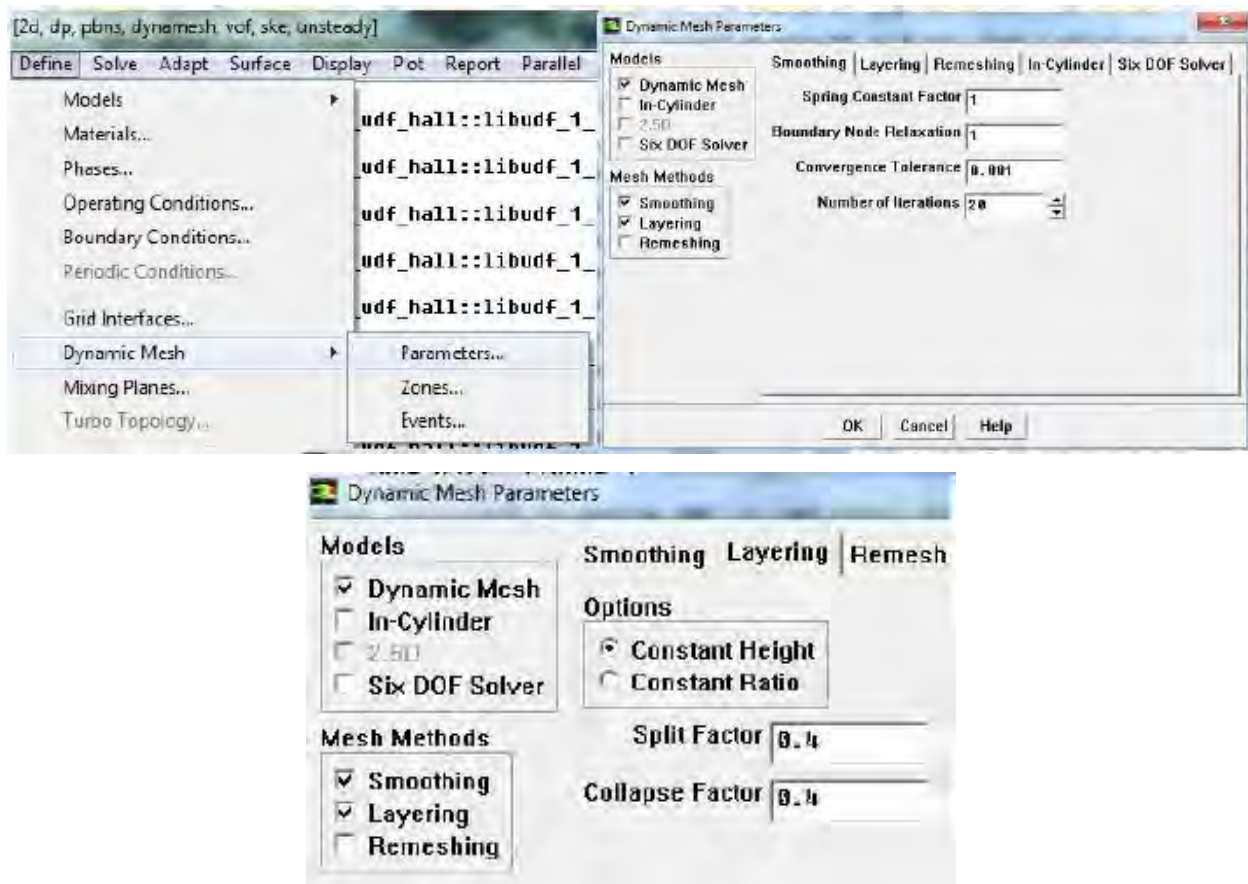 [2d, dp, pbns, dynamesh, vof, ske, unsteady]
Define Solve Adapt Surface Display Plot Report Parallel
Models
Materials...
Phases...
Operating Conditions...
Boundary Conditions...
Periodic Conditions...
Grid Interfaces...
Dynamic Mesh
Mixing Planes...
Turbo Topology...
Parameters...
Zones...
Events...
_udf_hall::libudf_1_
_udf_hall::libudf_1_
_udf_hall::libudf_1_
_udf_hall::libudf_1_
_udf_hall::libudf_1_
Dynamic Mesh Parameters
Models
Dynamic Mesh
In-Cylinder
2.5D
Six DOF Solver
Mesh Methods
Smoothing
Layering
Remeshing
Smoothing Layering Remeshing In-Cylinder Six DOF Solver
Spring Constant Factor 1
Boundary Node Relaxation 1
Convergence Tolerance 0.001
Number of Iterations 20
OK Cancel Help
Dynamic Mesh Parameters
Models
Dynamic Mesh
In-Cylinder
2.5D
Six DOF Solver
Mesh Methods
Smoothing
Layering
Remeshing
Smoothing Layering Remesh
Options
Constant Height
Constant Ratio
Split Factor 0.4
Collapse Factor 0.4